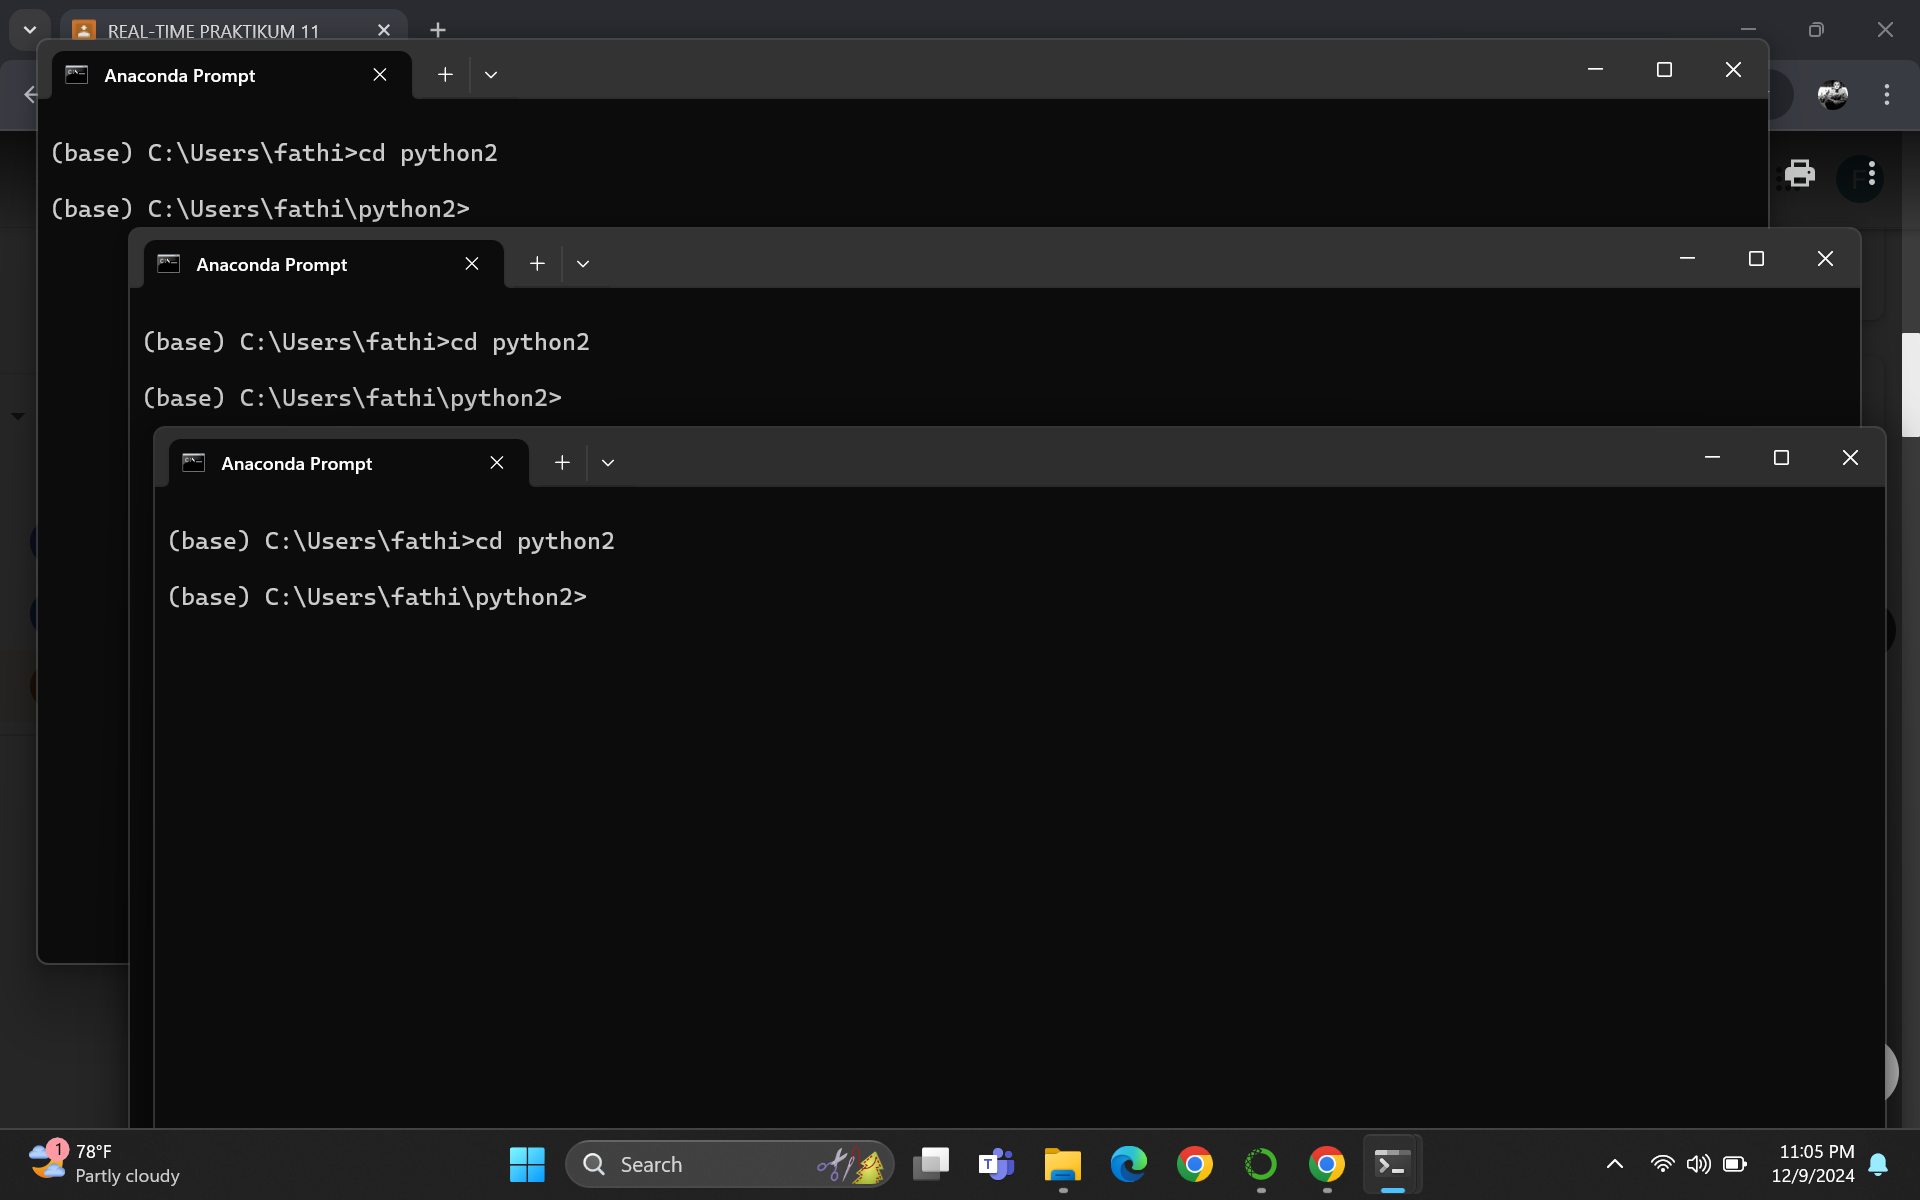 REAL-TIME PRAKTIKUM 11
Anaconda Prompt
(base) C:\Users\fathi>cd python2
(base) C:\Users\fathi\python2>
Anaconda Prompt
(base) C:\Users\fathi>cd python2
(base) C:\Users\fathi\python2>
Anaconda Prompt
(base) C:\Users\fathi>cd python2
(base) C:\Users\fathi\python2>
1
78°F
Partly cloudy
Search
11:05 PM
12/9/2024